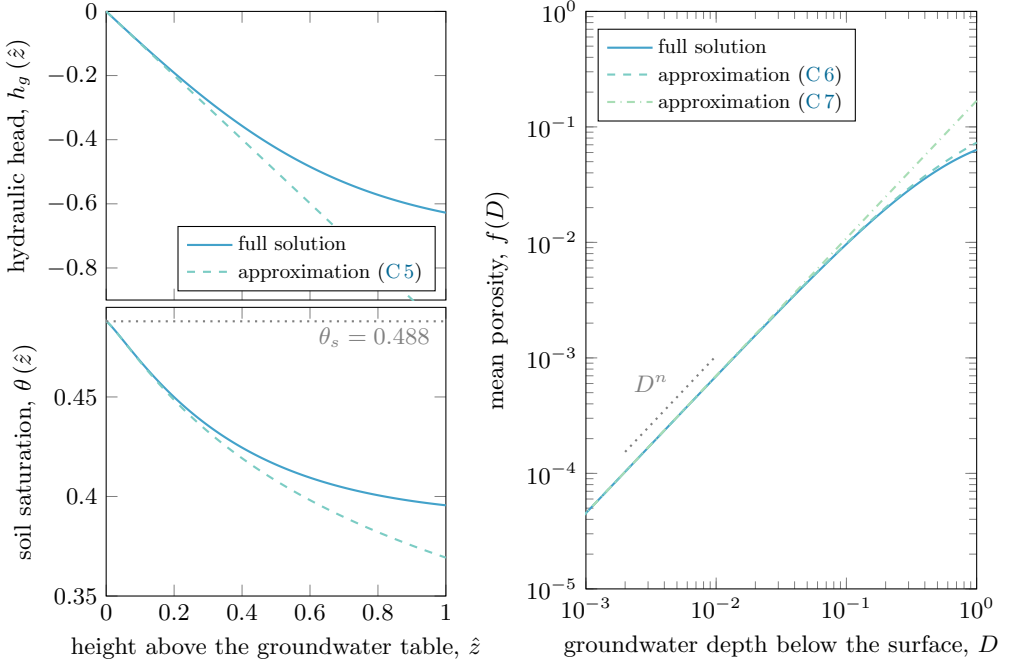 0
−0.2
−0.4
−0.6
−0.8
hydraulic head, h_g(ẑ)
full solution
approximation (C 5)
θ_s = 0.488
0.45
0.4
0.35
soil saturation, θ(ẑ)
0 0.2 0.4 0.6 0.8 1
height above the groundwater table, ẑ
10^0
10^−1
10^−2
10^−3
10^−4
10^−5
mean porosity, f(D)
full solution
approximation (C 6)
approximation (C 7)
D^n
10^−3 10^−2 10^−1 10^0
groundwater depth below the surface, D